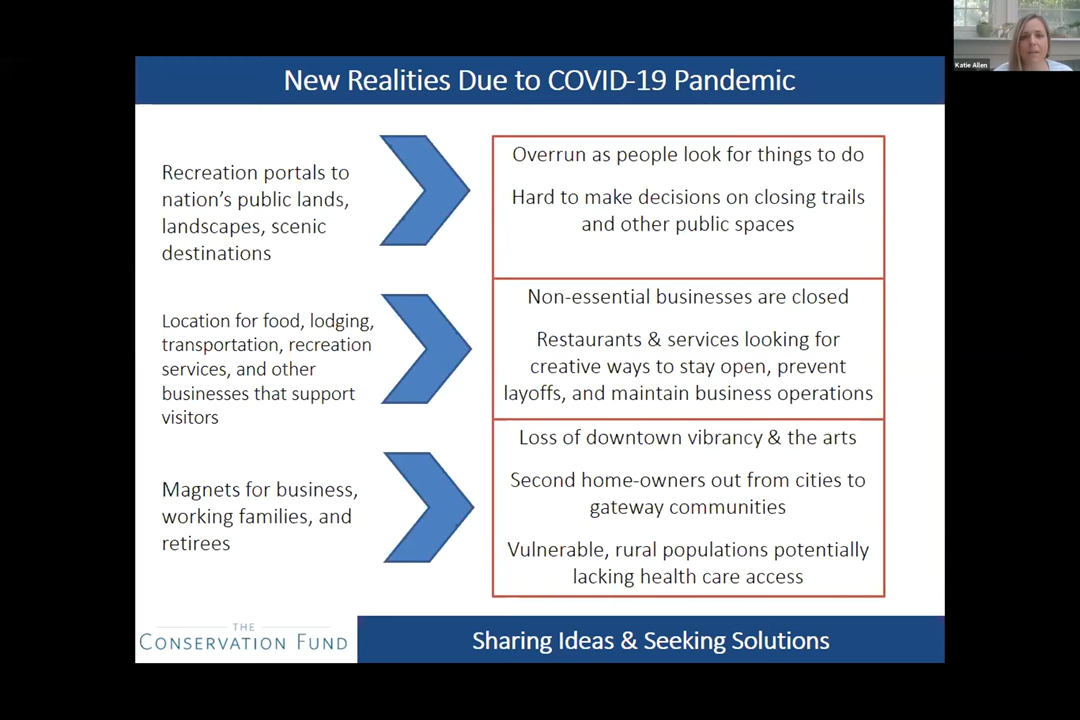 Katie Allen
New Realities Due to COVID-19 Pandemic
Recreation portals to
nation's public lands,
landscapes, scenic
destinations
Overrun as people look for things to do
Hard to make decisions on closing trails
and other public spaces
Location for food, lodging,
transportation, recreation
services, and other
businesses that support
visitors
Non-essential businesses are closed
Restaurants & services looking for
creative ways to stay open, prevent
layoffs, and maintain business operations
Magnets for business,
working families, and
retirees
Loss of downtown vibrancy & the arts
Second home-owners out from cities to
gateway communities
Vulnerable, rural populations potentially
lacking health care access
THE
CONSERVATION FUND
Sharing Ideas & Seeking Solutions